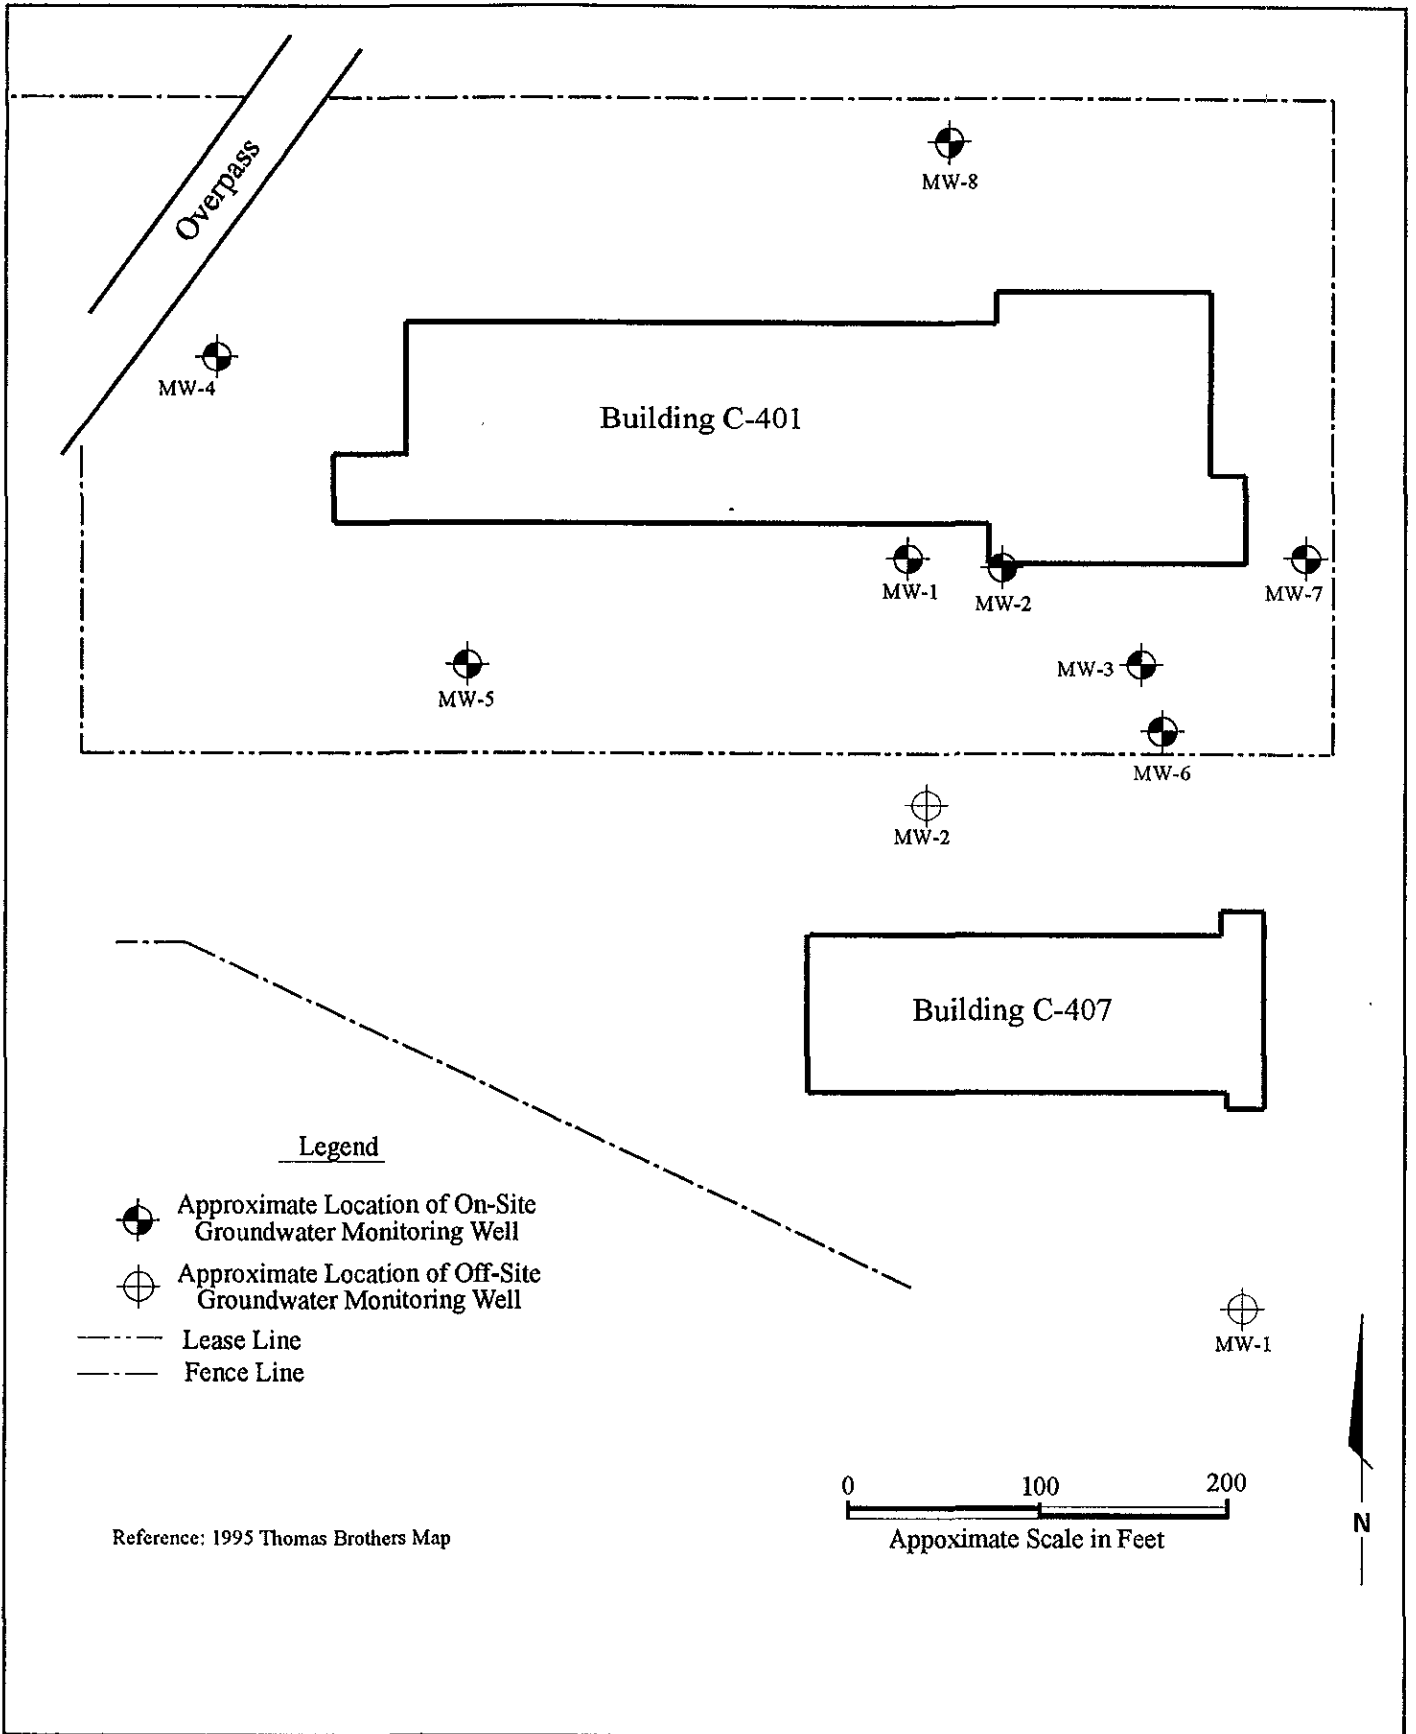 Overpass
MW-8
MW-4
Building C-401
MW-1
MW-2
MW-7
MW-3
MW-5
MW-6
MW-2
Building C-407
Legend
Approximate Location of On-Site
Groundwater Monitoring Well
Approximate Location of Off-Site
Groundwater Monitoring Well
Lease Line
Fence Line
MW-1
0 100 200
Appoximate Scale in Feet
N
Reference: 1995 Thomas Brothers Map